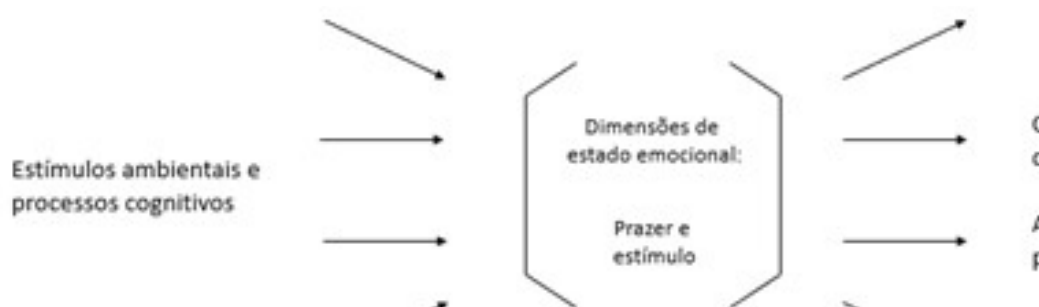 Dimensões de
estado emocional:
Estímulos ambientais e
processos cognitivos
Prazer e
estímulo